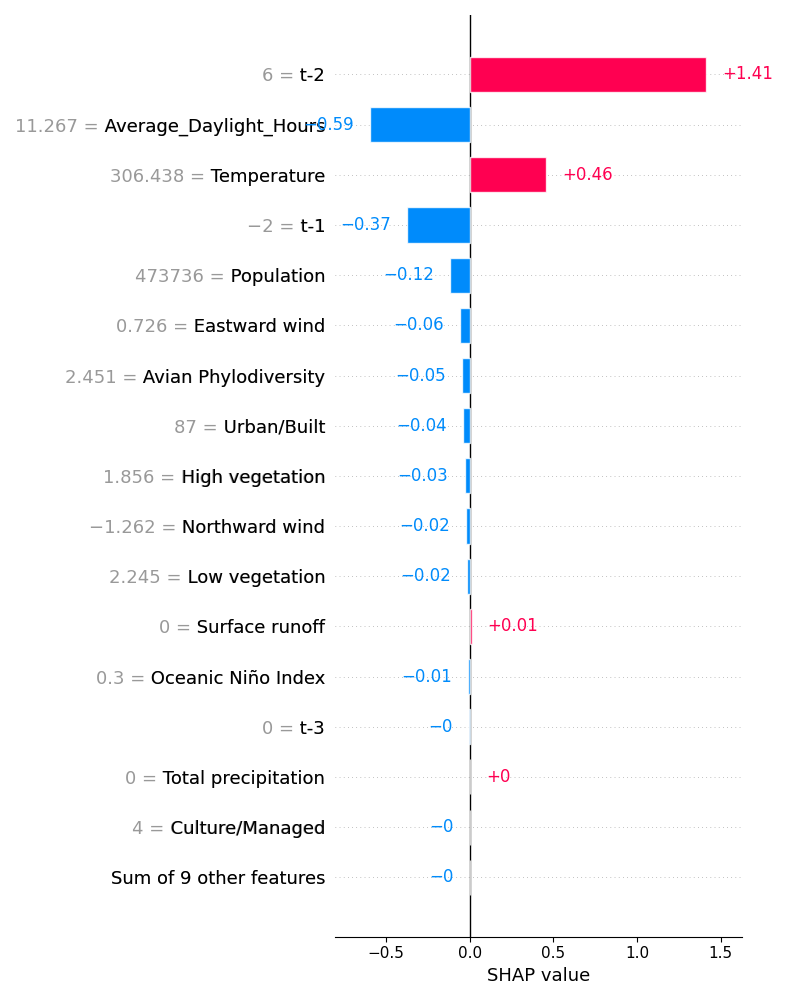 6 = t-2 +1.41
11.267 = Average_Daylight_Hours −0.59
306.438 = Temperature +0.46
−2 = t-1 −0.37
473736 = Population −0.12
0.726 = Eastward wind −0.06
2.451 = Avian Phylodiversity −0.05
87 = Urban/Built −0.04
1.856 = High vegetation −0.03
−1.262 = Northward wind −0.02
2.245 = Low vegetation −0.02
0 = Surface runoff +0.01
0.3 = Oceanic Niño Index −0.01
0 = t-3 −0
0 = Total precipitation +0
4 = Culture/Managed −0
Sum of 9 other features −0
−0.5 0.0 0.5 1.0 1.5
SHAP value